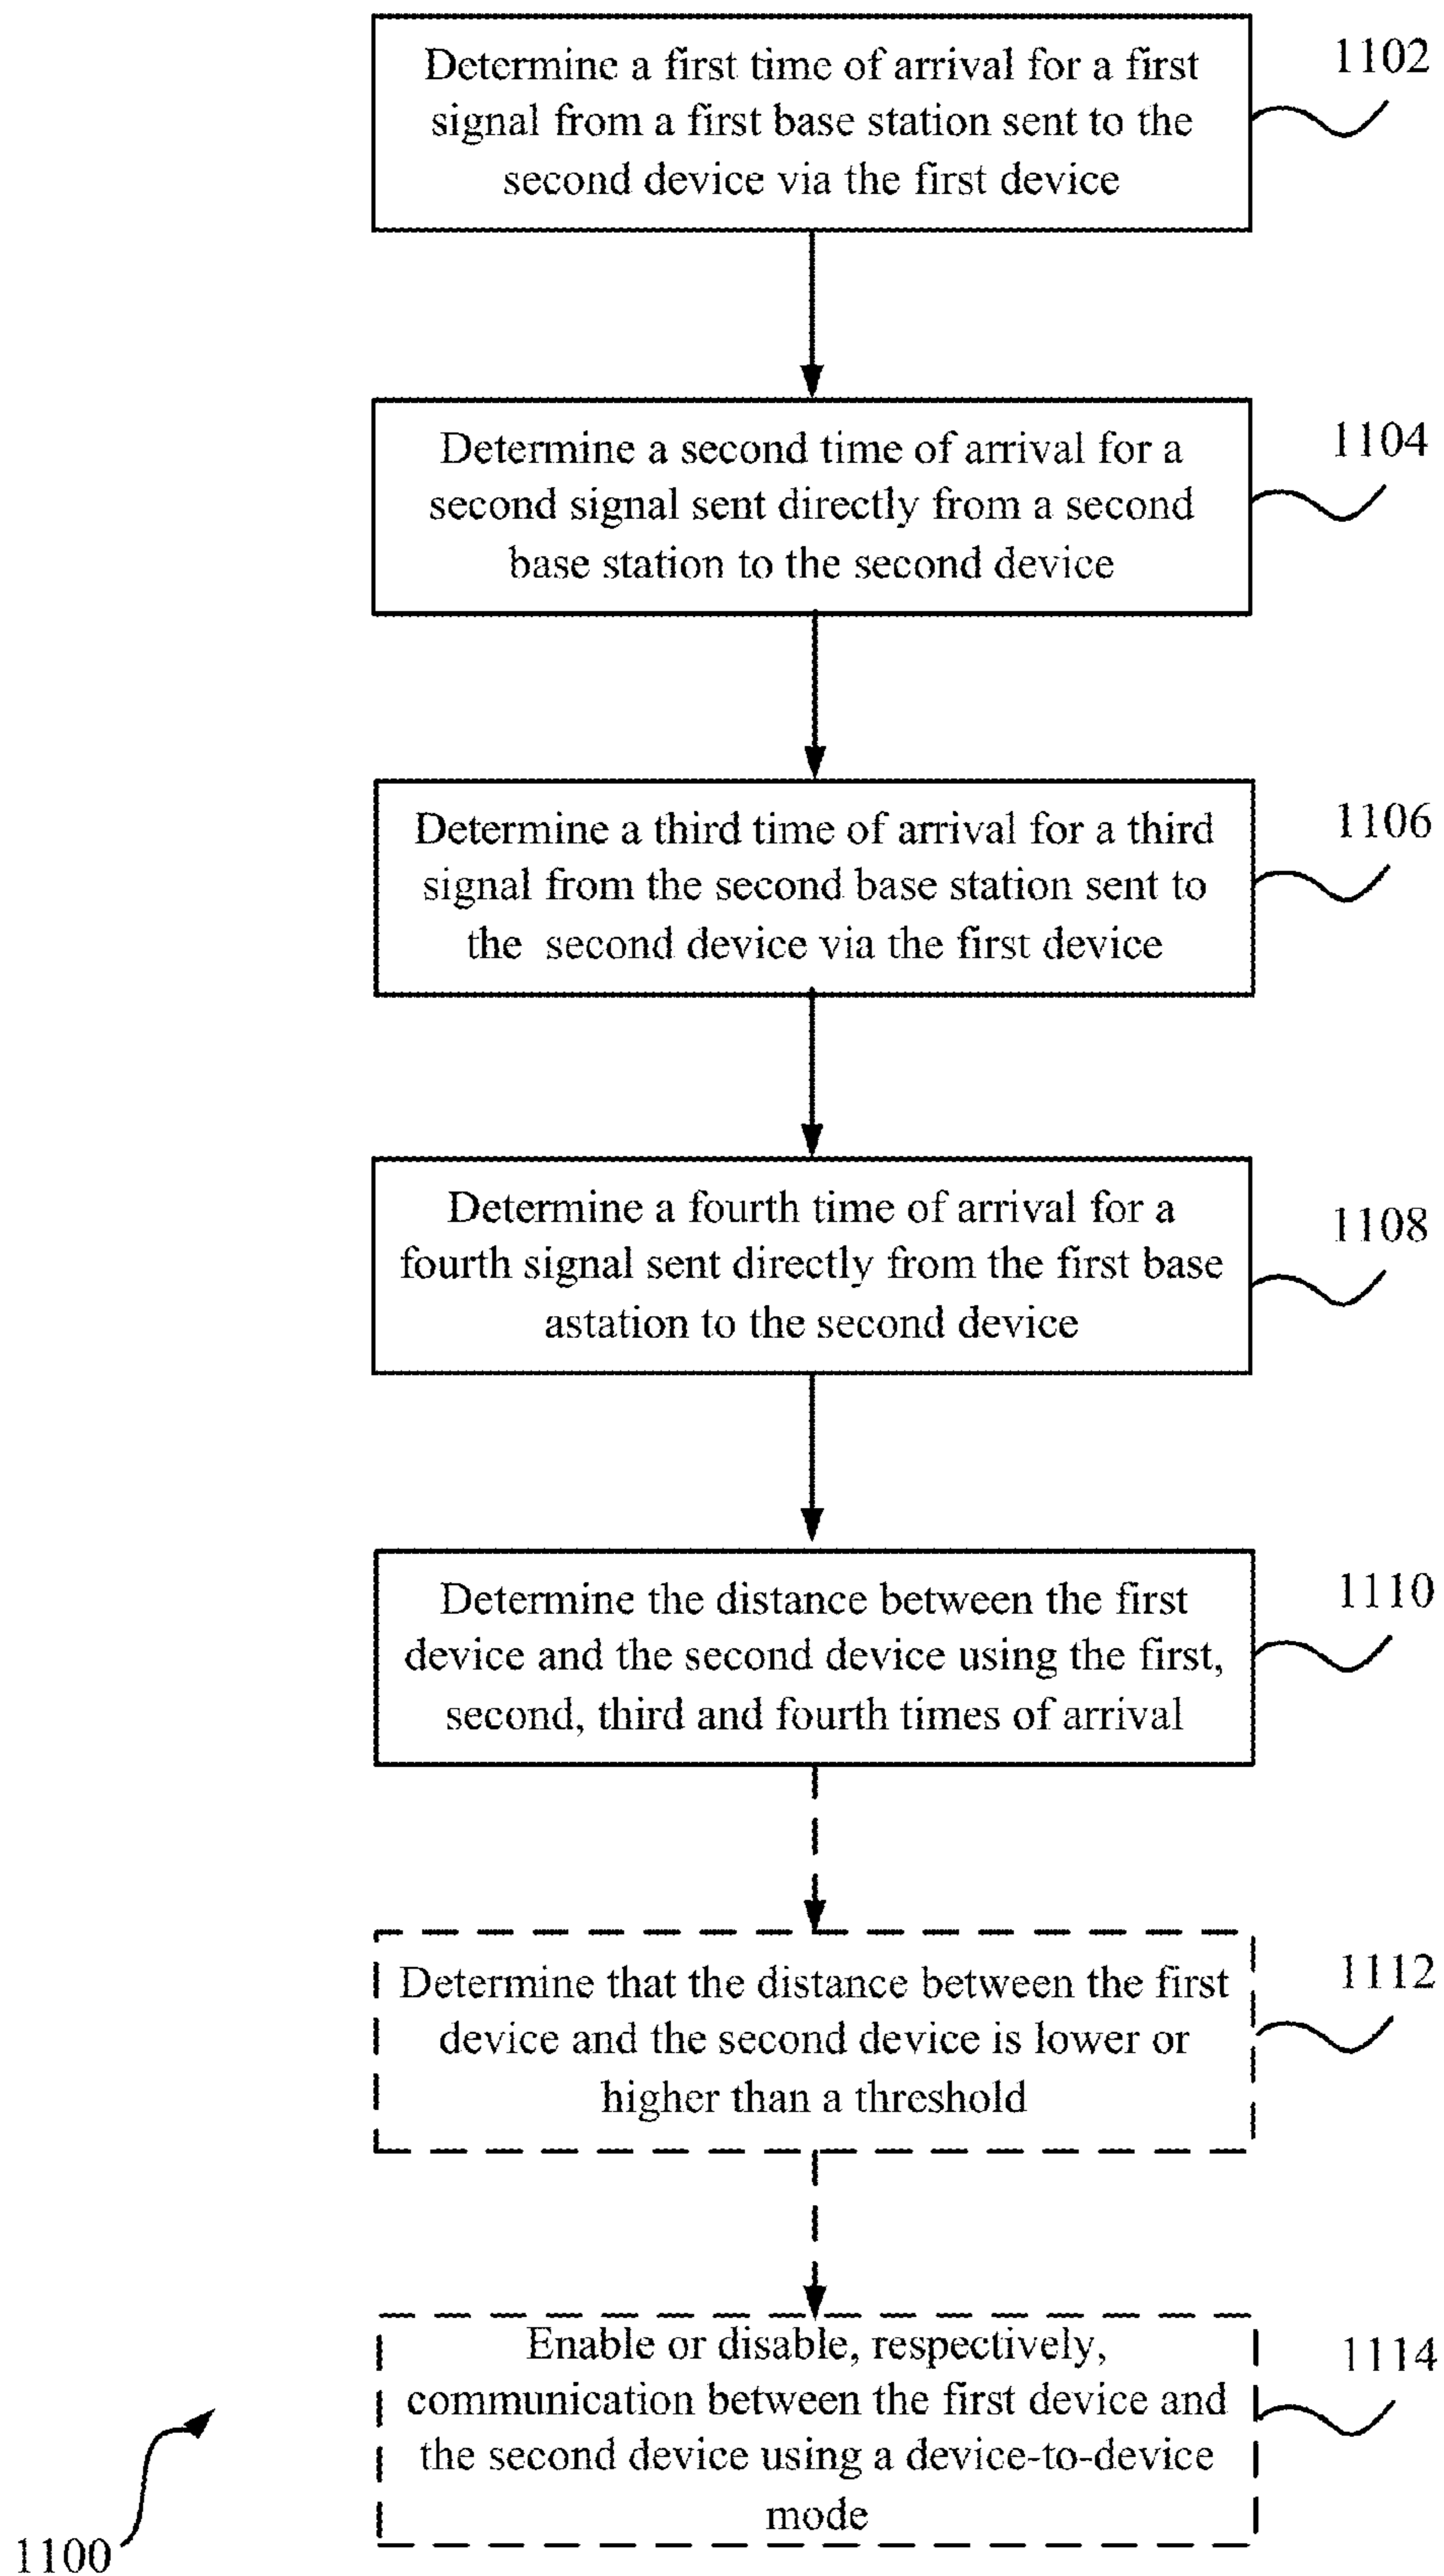 Determine a first time of arrival for a first
signal from a first base station sent to the
second device via the first device
1102
Determine a second time of arrival for a
second signal sent directly from a second
base station to the second device
1104
Determine a third time of arrival for a third
signal from the second base station sent to
the second device via the first device
1106
Determine a fourth time of arrival for a
fourth signal sent directly from the first base
astation to the second device
1108
Determine the distance between the first
device and the second device using the first,
second, third and fourth times of arrival
1110
Determine that the distance between the first
device and the second device is lower or
higher than a threshold
1112
Enable or disable, respectively,
communication between the first device and
the second device using a device-to-device
mode
1114
1100